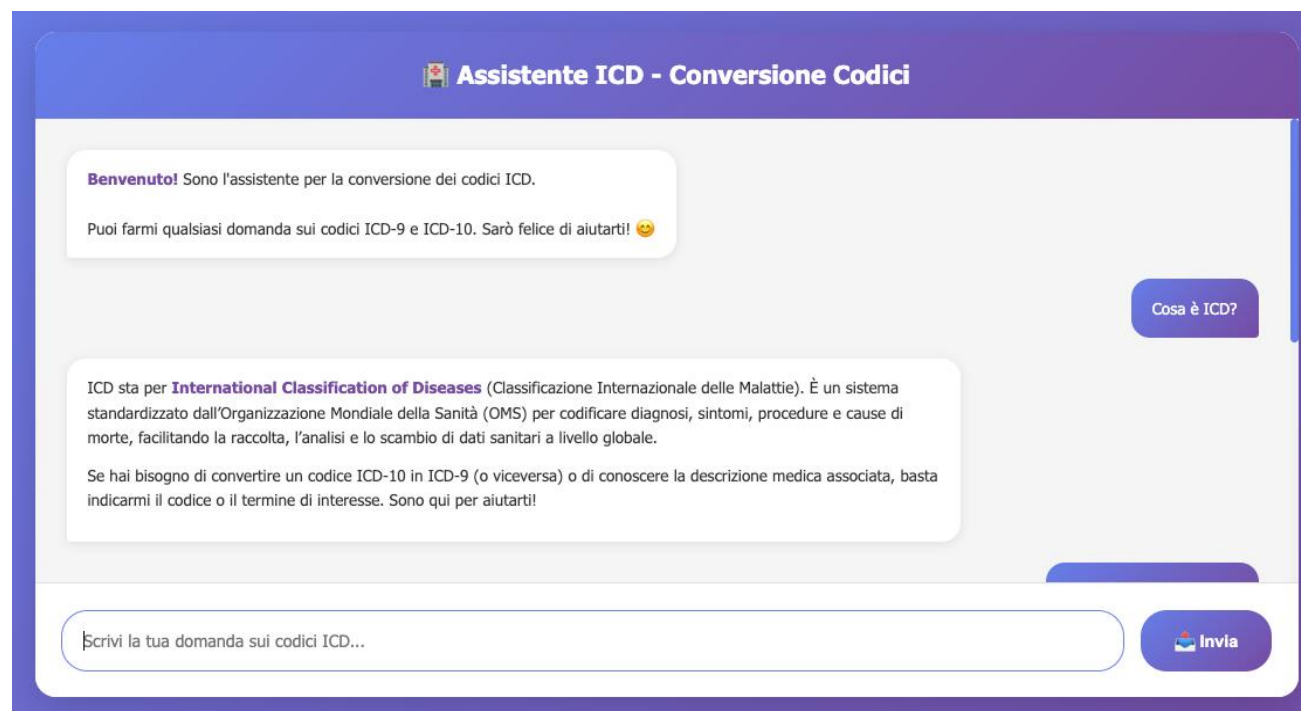 🏥 Assistente ICD - Conversione Codici
Benvenuto! Sono l'assistente per la conversione dei codici ICD.
Puoi farmi qualsiasi domanda sui codici ICD-9 e ICD-10. Sarò felice di aiutarti! 😊
Cosa è ICD?
ICD sta per International Classification of Diseases (Classificazione Internazionale delle Malattie). È un sistema
standardizzato dall’Organizzazione Mondiale della Sanità (OMS) per codificare diagnosi, sintomi, procedure e cause di
morte, facilitando la raccolta, l’analisi e lo scambio di dati sanitari a livello globale.
Se hai bisogno di convertire un codice ICD-10 in ICD-9 (o viceversa) o di conoscere la descrizione medica associata, basta
indicarmi il codice o il termine di interesse. Sono qui per aiutarti!
Scrivi la tua domanda sui codici ICD...
📤 Invia